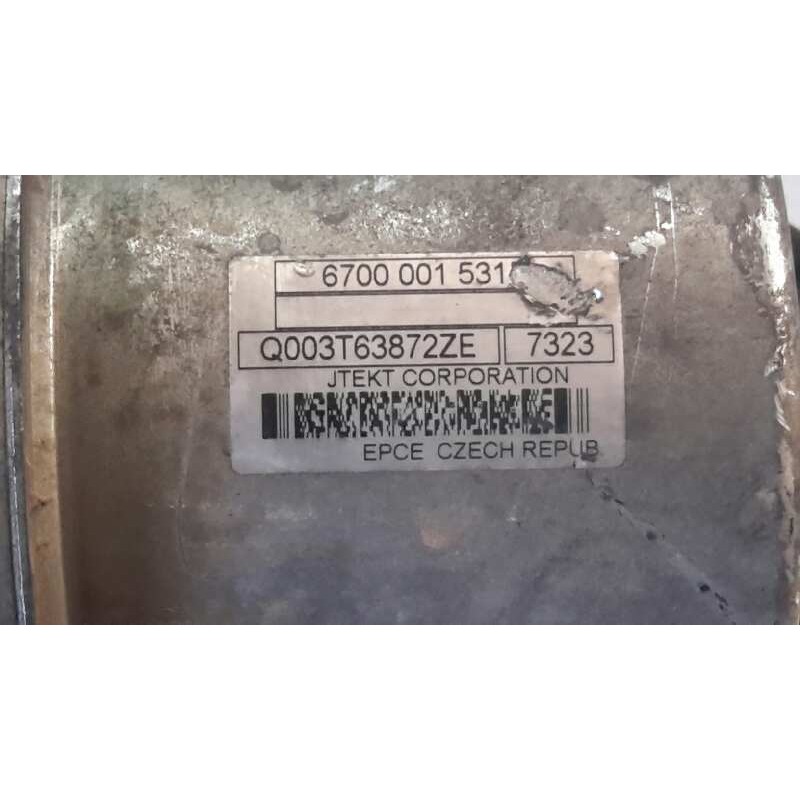 6700 001 531
Q003T63872ZE 7323
JTEKT CORPORATION
EPCE CZECH REPUB